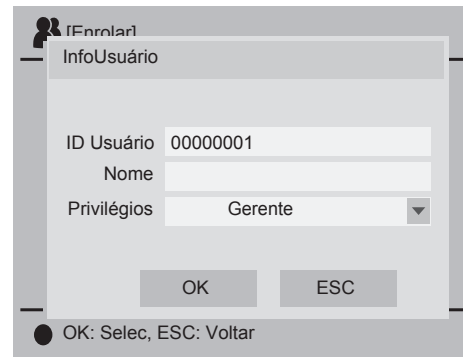 [Enrolar]
InfoUsuário
ID Usuário 00000001
Nome
Privilégios Gerente
OK ESC
OK: Selec, ESC: Voltar